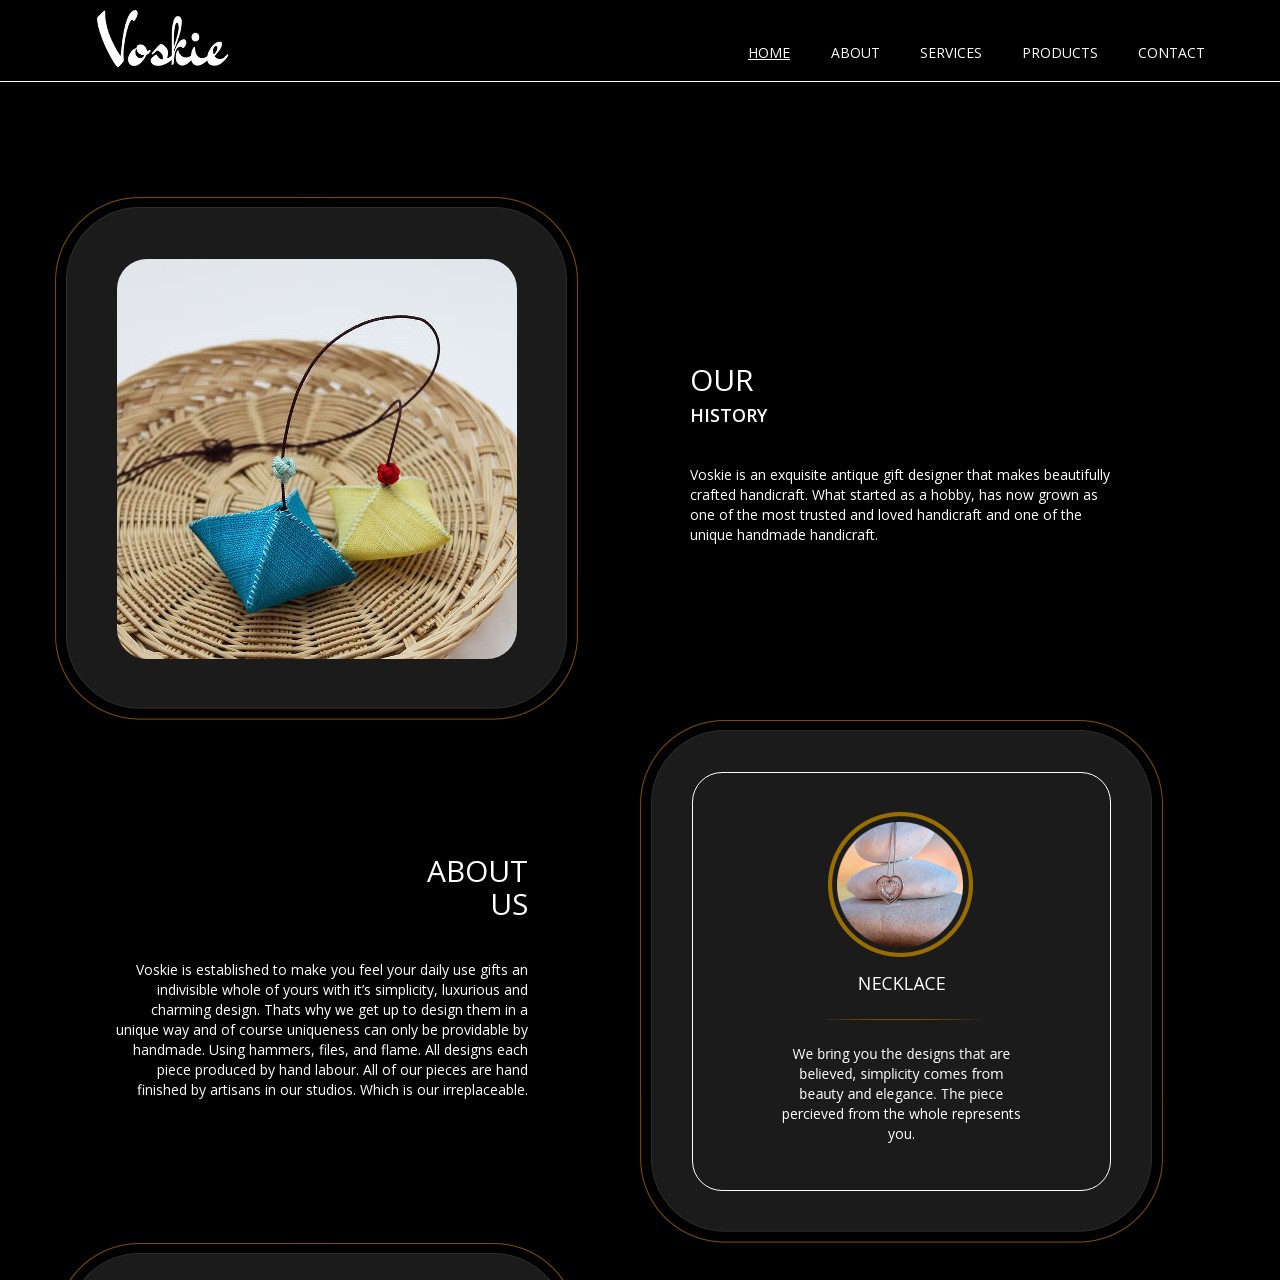 Voskie
HOME ABOUT SERVICES PRODUCTS CONTACT
OUR
HISTORY
Voskie is an exquisite antique gift designer that makes beautifully
crafted handicraft. What started as a hobby, has now grown as
one of the most trusted and loved handicraft and one of the
unique handmade handicraft.
ABOUT
US
Voskie is established to make you feel your daily use gifts an
indivisible whole of yours with it’s simplicity, luxurious and
charming design. Thats why we get up to design them in a
unique way and of course uniqueness can only be providable by
handmade. Using hammers, files, and flame. All designs each
piece produced by hand labour. All of our pieces are hand
finished by artisans in our studios. Which is our irreplaceable.
NECKLACE
We bring you the designs that are
believed, simplicity comes from
beauty and elegance. The piece
percieved from the whole represents
you.